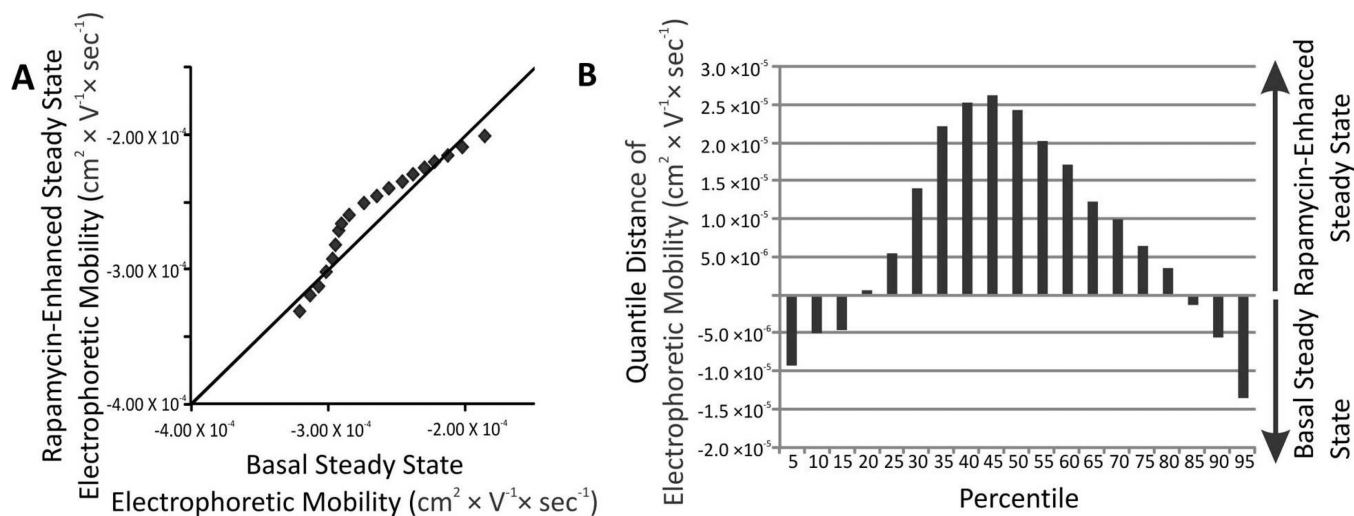 A
Rapamycin-Enhanced Steady State
Electrophoretic Mobility (cm² × V⁻¹× sec⁻¹)
-2.00 X 10⁻⁴
-3.00 X 10⁻⁴
-4.00 X 10⁻⁴
-4.00 X 10⁻⁴ -3.00 X 10⁻⁴ -2.00 X 10⁻⁴
Basal Steady State
Electrophoretic Mobility (cm² × V⁻¹× sec⁻¹)
B
Quantile Distance of
Electrophoretic Mobility (cm² × V⁻¹× sec⁻¹)
3.0 ×10⁻⁵
2.5 ×10⁻⁵
2.0 ×10⁻⁵
1.5 ×10⁻⁵
1.0 ×10⁻⁵
5.0 ×10⁻⁶
-5.0 ×10⁻⁶
-1.0 ×10⁻⁵
-1.5 ×10⁻⁵
-2.0 ×10⁻⁵
5 10 15 20 25 30 35 40 45 50 55 60 65 70 75 80 85 90 95
Percentile
Rapamycin-Enhanced
Steady State
Basal Steady
State